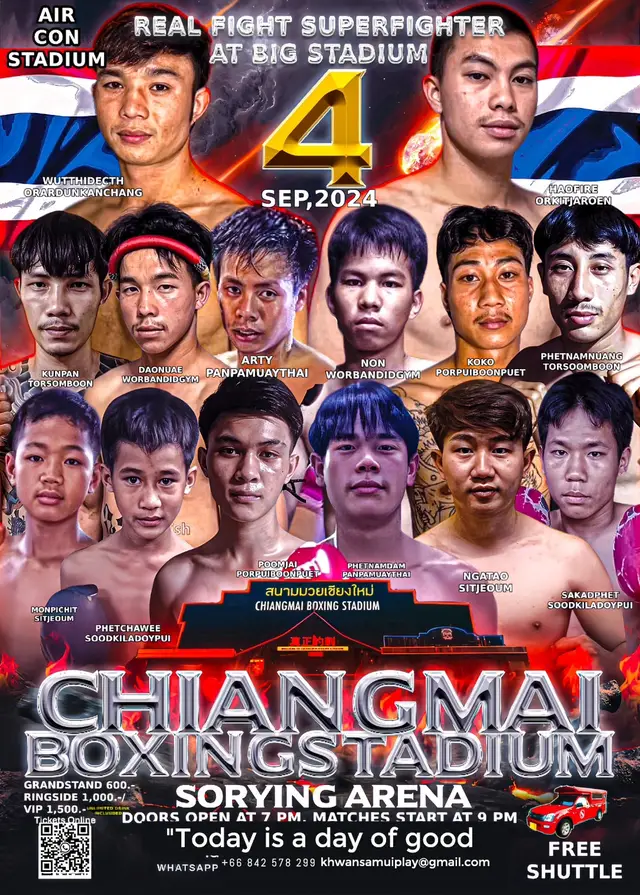 AIR
CON
STADIUM
REAL FIGHT SUPERFIGHTER
AT BIG STADIUM
4
SEP,2024
WUTTHIDECTH
ORARDUNKANCHANG
HAOFIRE
ORKITJAROEN
KUNPAN
TORSOMBOON
DAONUAE
WORBANDIDGYM
ARTY
PANPAMUAYTHAI
NON
WORBANDIDGYM
KOKO
PORPUIBOONPUET
PHETNAMNUANG
TORSOOMBOON
MONPICHIT
SITJEOUM
PHETCHAWEE
SOODKILADOYPUI
POOMJAI
PORPUIBOONPUET
PHETNAMDAM
PANPAMUAYTHAI
NGATAO
SITJEOUM
SAKADPHET
SOODKILADOYPUI
สนามมวยเชียงใหม่
CHIANGMAI BOXING STADIUM
CHIANGMAI
BOXINGSTADIUM
GRANDSTAND 600.-
RINGSIDE 1,000.-
VIP 1,500.- UNLIMITED DRINK
INCLUDED
Tickets Online
SORYING ARENA
DOORS OPEN AT 7 PM. MATCHES START AT 9 PM
"Today is a day of good
WHATSAPP +66 842 578 299 khwansamuiplay@gmail.com
FREE
SHUTTLE